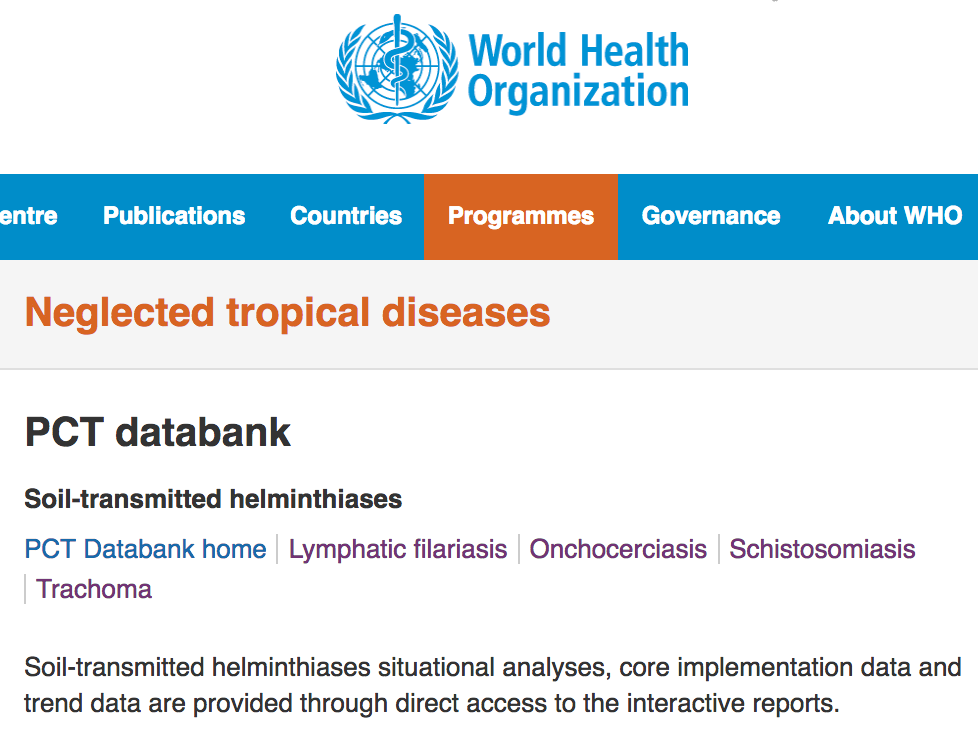 World Health
Organization
entre Publications Countries Programmes Governance About WHO
Neglected tropical diseases
PCT databank
Soil-transmitted helminthiases
PCT Databank home Lymphatic filariasis Onchocerciasis Schistosomiasis
Trachoma
Soil-transmitted helminthiases situational analyses, core implementation data and
trend data are provided through direct access to the interactive reports.